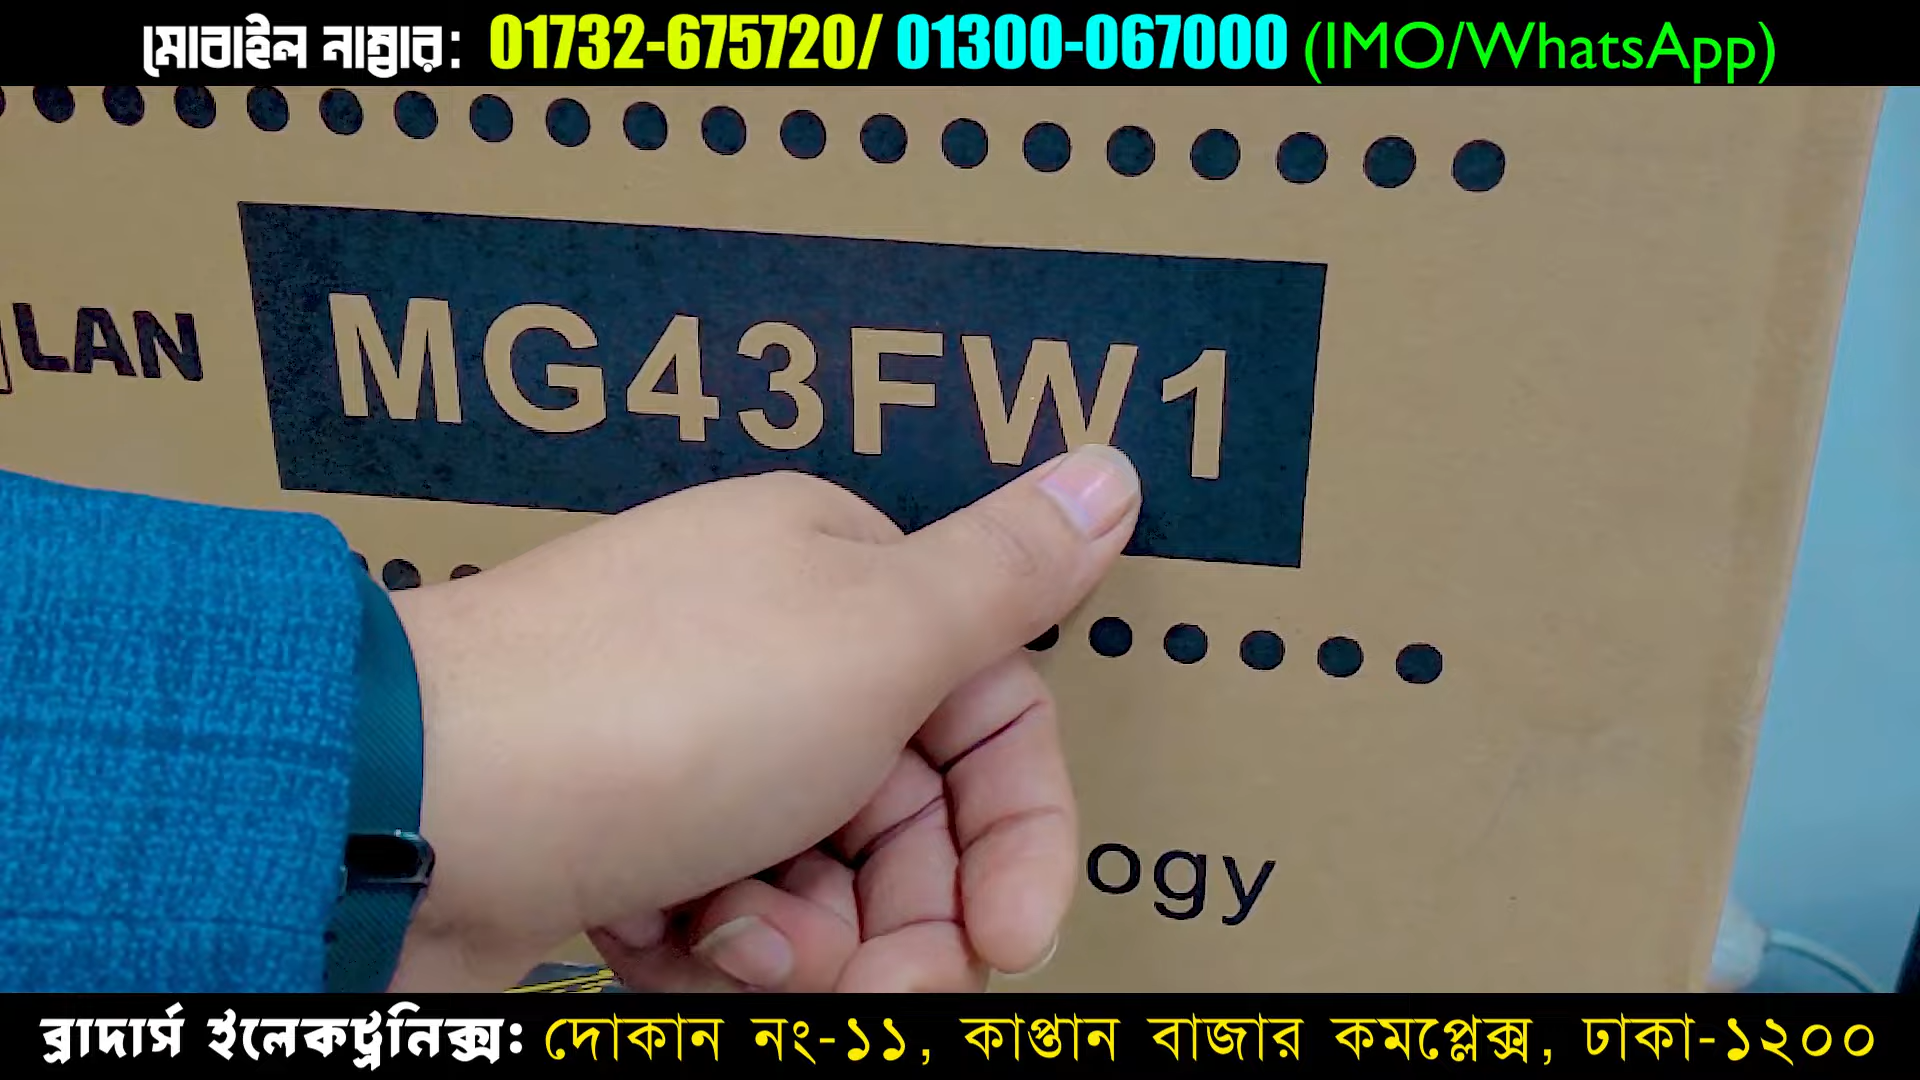 মোবাইল নাম্বার: 01732-675720/ 01300-067000 (IMO/WhatsApp)
LAN
MG43FW1
ogy
ব্রাদার্স ইলেকট্রনিক্স: দোকান নং-১১, কাপ্তান বাজার কমপ্লেক্স, ঢাকা-১২০০